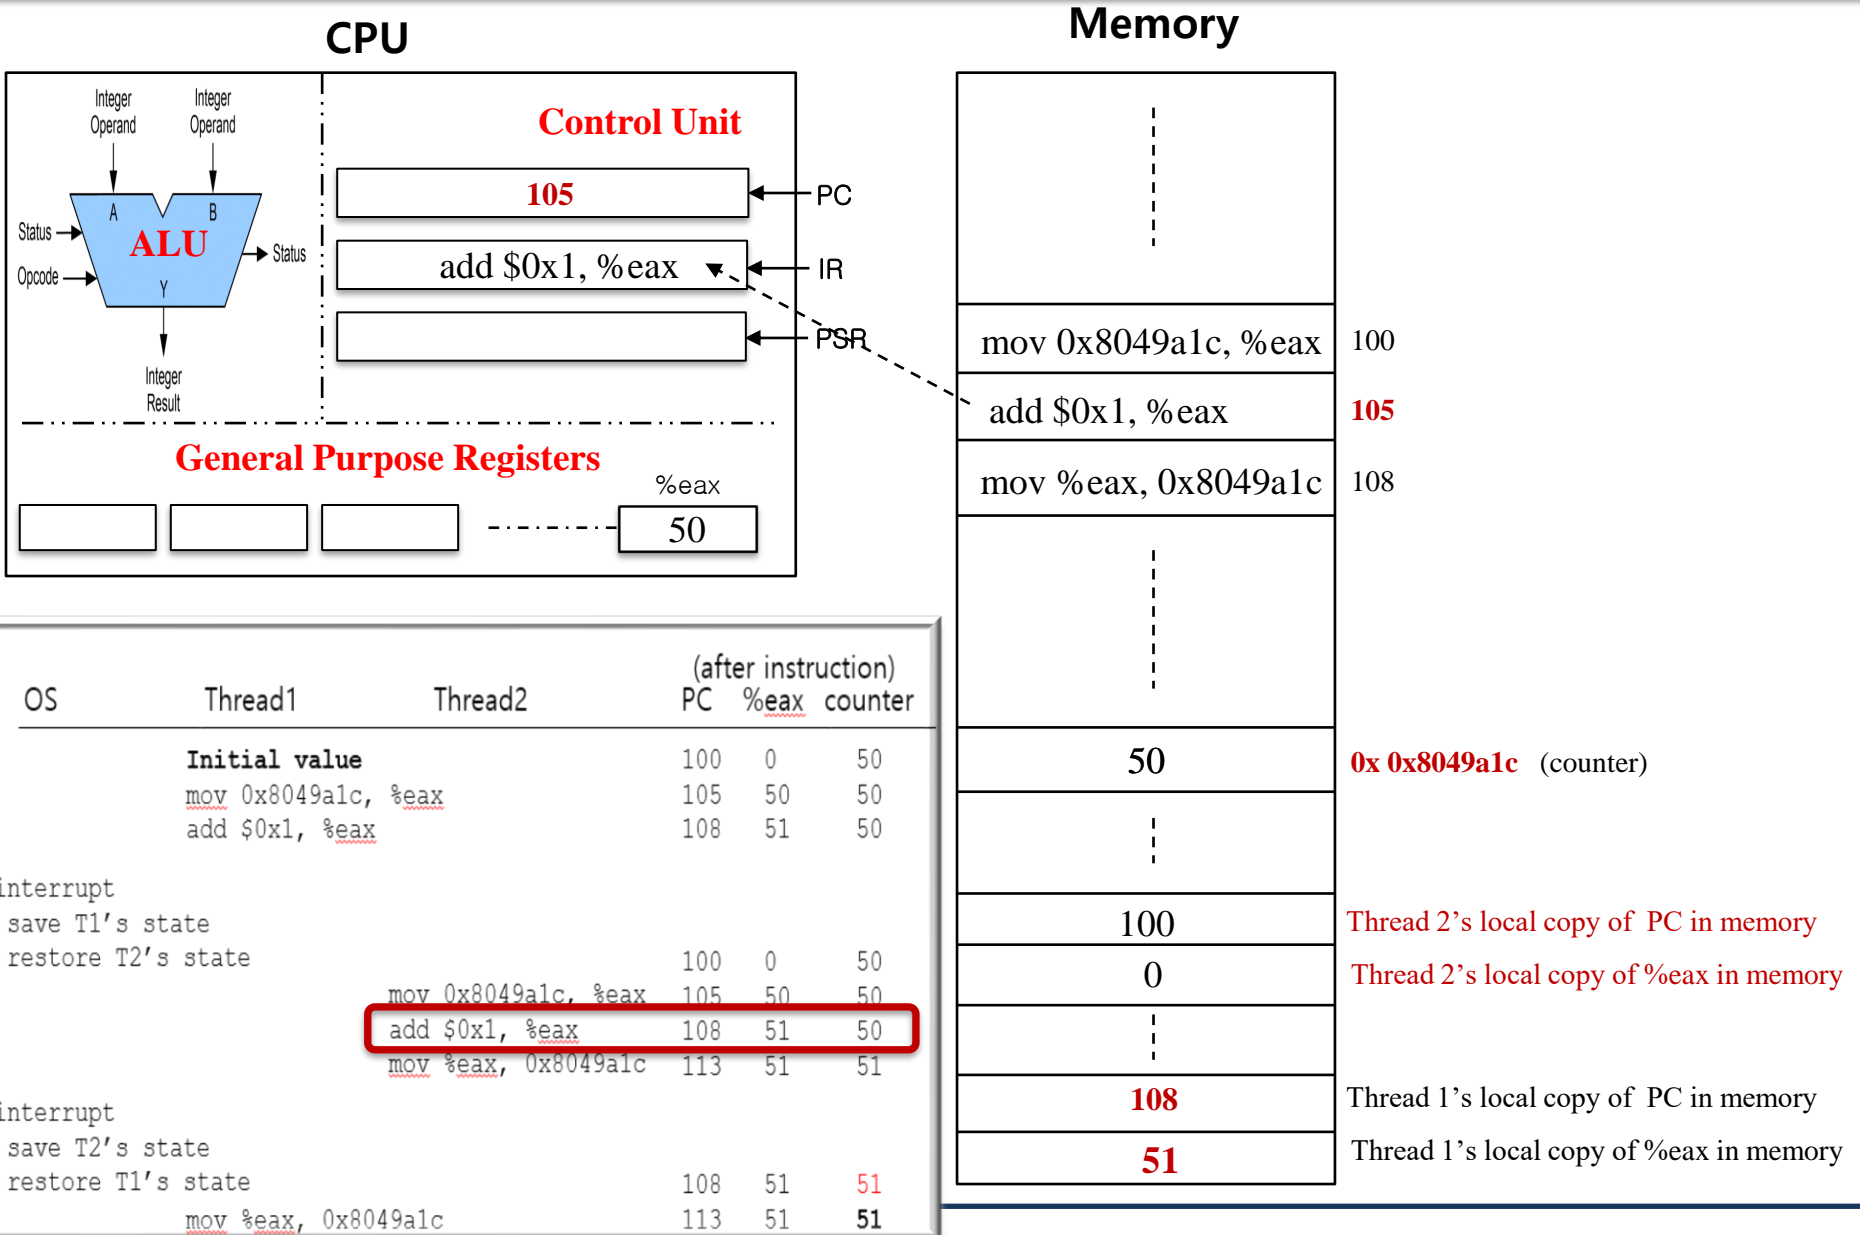 CPU
Memory
Integer Operand
Integer Operand
A
B
ALU
Status
Opcode
Status
Y
Integer Result
Control Unit
105
PC
add $0x1, %eax
IR
PSR
General Purpose Registers
%eax
50
mov 0x8049a1c, %eax 100
add $0x1, %eax 105
mov %eax, 0x8049a1c 108
50 0x 0x8049a1c (counter)
100 Thread 2's local copy of PC in memory
0 Thread 2's local copy of %eax in memory
108 Thread 1's local copy of PC in memory
51 Thread 1's local copy of %eax in memory
(after instruction)
OS Thread1 Thread2 PC %eax counter
Initial value 100 0 50
mov 0x8049a1c, %eax 105 50 50
add $0x1, %eax 108 51 50
interrupt
save T1's state
restore T2's state 100 0 50
mov 0x8049a1c, %eax 105 50 50
add $0x1, %eax 108 51 50
mov %eax, 0x8049a1c 113 51 51
interrupt
save T2's state
restore T1's state 108 51 51
mov %eax, 0x8049a1c 113 51 51